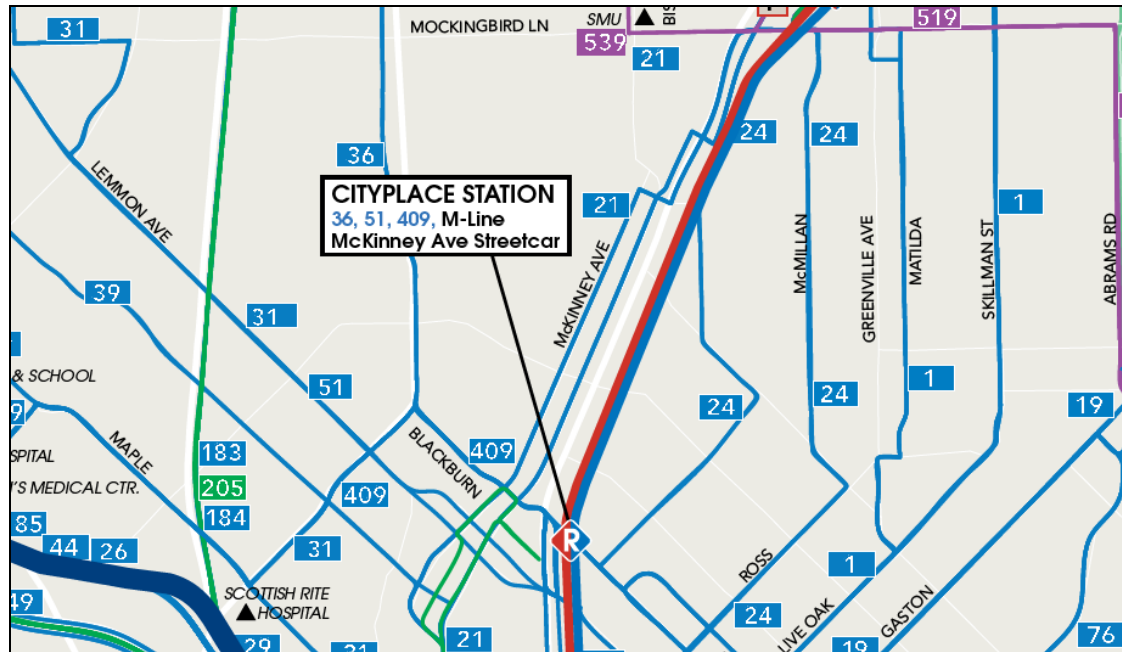 31
MOCKINGBIRD LN
SMU
519
539
21
36
24
24
LEMMON AVE
CITYPLACE STATION
36, 51, 409, M-Line
McKinney Ave Streetcar
21
1
McKINNEY AVE
McMILLAN
GREENVILLE AVE
MATILDA
SKILLMAN ST
ABRAMS RD
39
31
& SCHOOL
51
24
24
1
19
MAPLE
BLACKBURN
409
183
205
184
409
'S MEDICAL CTR.
85
44
26
31
ROSS
1
SCOTTISH RITE
HOSPITAL
49
29
31
21
24
LIVE OAK
19
GASTON
76